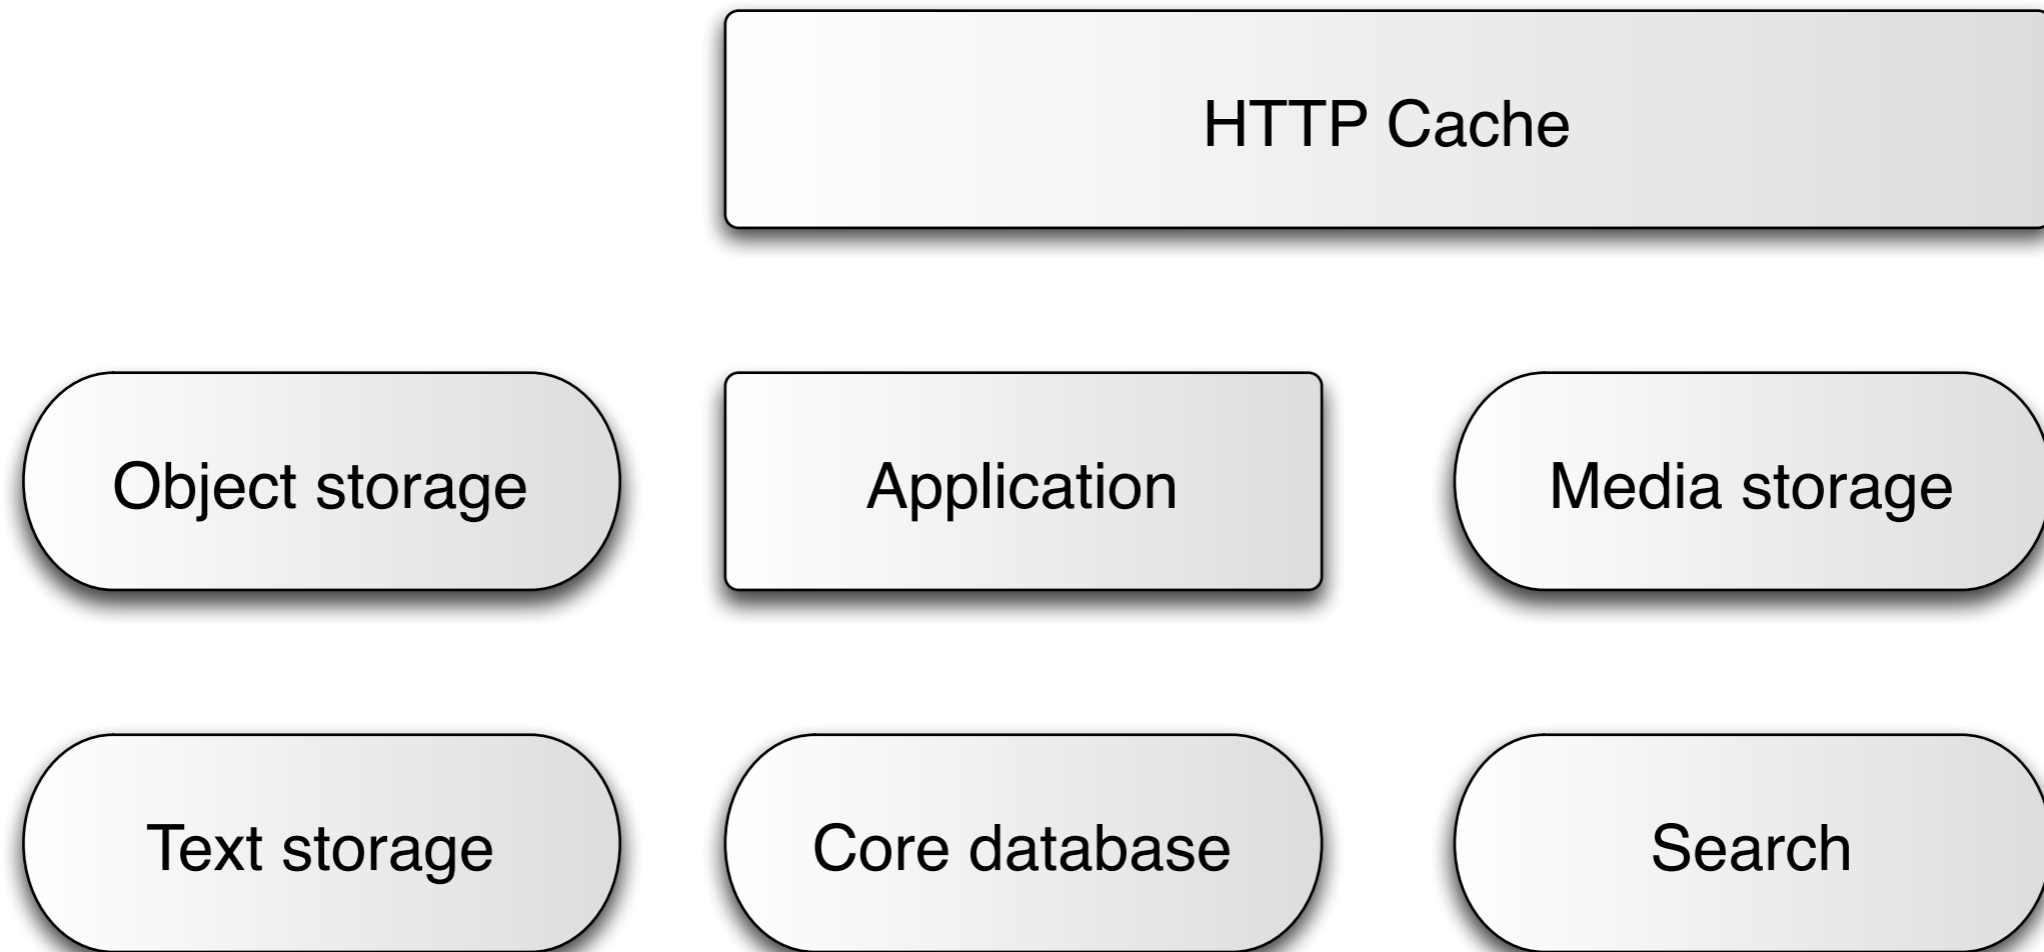 HTTP Cache
Object storage
Application
Media storage
Text storage
Core database
Search